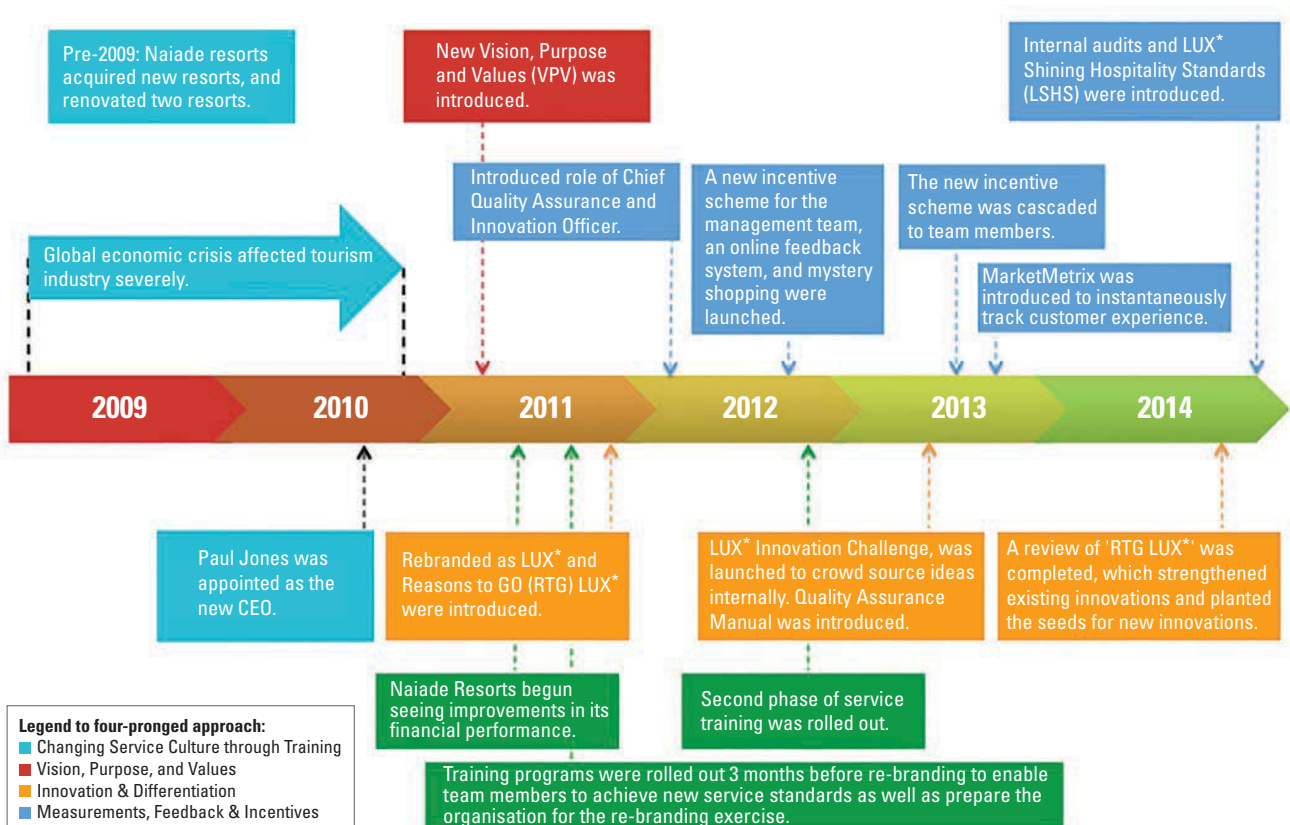 Pre-2009: Naiade resorts
acquired new resorts, and
renovated two resorts.
New Vision, Purpose
and Values (VPV) was
introduced.
Internal audits and LUX*
Shining Hospitality Standards
(LSHS) were introduced.
Introduced role of Chief
Quality Assurance and
Innovation Officer.
A new incentive
scheme for the
management team,
an online feedback
system, and mystery
shopping were
launched.
The new incentive
scheme was cascaded
to team members.
Global economic crisis affected tourism
industry severely.
MarketMetrix was
introduced to instantaneously
track customer experience.
2009
2010
2011
2012
2013
2014
Paul Jones was
appointed as the
new CEO.
Rebranded as LUX* and
Reasons to GO (RTG) LUX*
were introduced.
LUX* Innovation Challenge, was
launched to crowd source ideas
internally. Quality Assurance
Manual was introduced.
A review of 'RTG LUX*' was
completed, which strengthened
existing innovations and planted
the seeds for new innovations.
Naiade Resorts begun
seeing improvements in its
financial performance.
Second phase of service
training was rolled out.
Training programs were rolled out 3 months before re-branding to enable
team members to achieve new service standards as well as prepare the
organisation for the re-branding exercise.
Legend to four-pronged approach:
Changing Service Culture through Training
Vision, Purpose, and Values
Innovation & Differentiation
Measurements, Feedback & Incentives